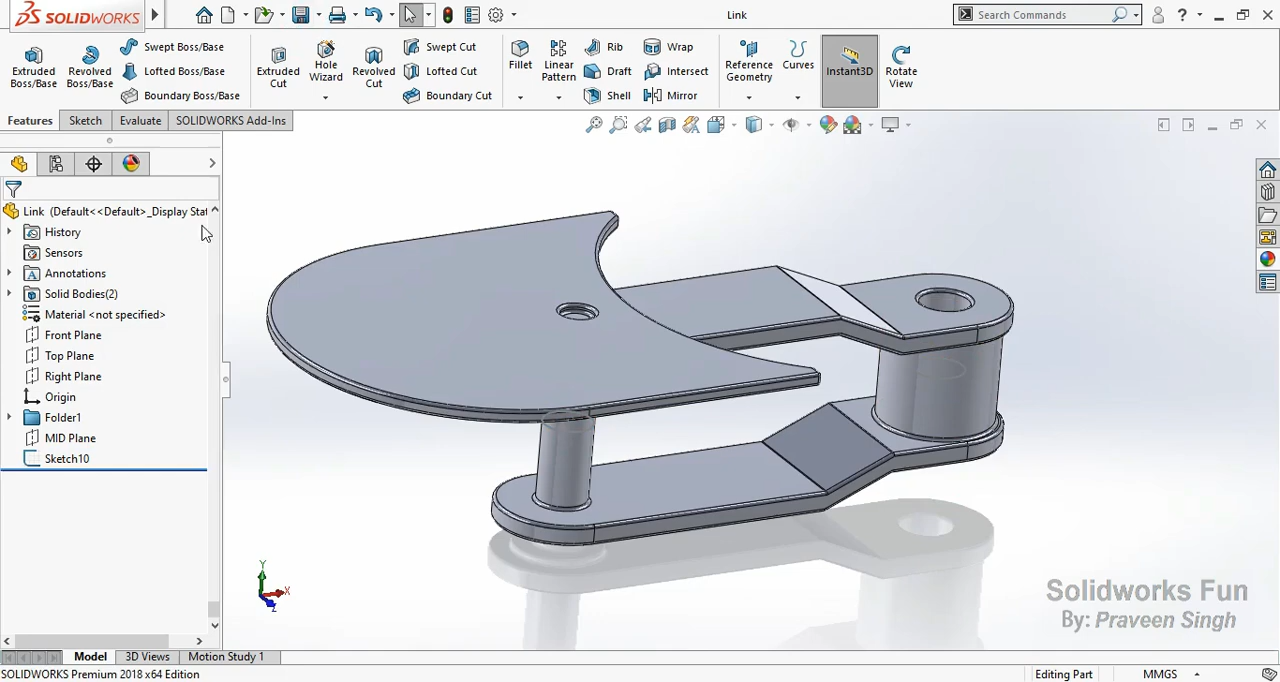 SOLIDWORKS
Link
Search Commands
Extruded Boss/Base
Revolved Boss/Base
Swept Boss/Base
Lofted Boss/Base
Boundary Boss/Base
Extruded Cut
Hole Wizard
Revolved Cut
Swept Cut
Lofted Cut
Boundary Cut
Fillet
Linear Pattern
Rib
Draft
Shell
Wrap
Intersect
Mirror
Reference Geometry
Curves
Instant3D
Rotate View
Features
Sketch
Evaluate
SOLIDWORKS Add-Ins
Link (Default<<Default>_Display Stat
History
Sensors
Annotations
Solid Bodies(2)
Material <not specified>
Front Plane
Top Plane
Right Plane
Origin
Folder1
MID Plane
Sketch10
Y
X
Z
Solidworks Fun
By: Praveen Singh
Model
3D Views
Motion Study 1
SOLIDWORKS Premium 2018 x64 Edition
Editing Part
MMGS